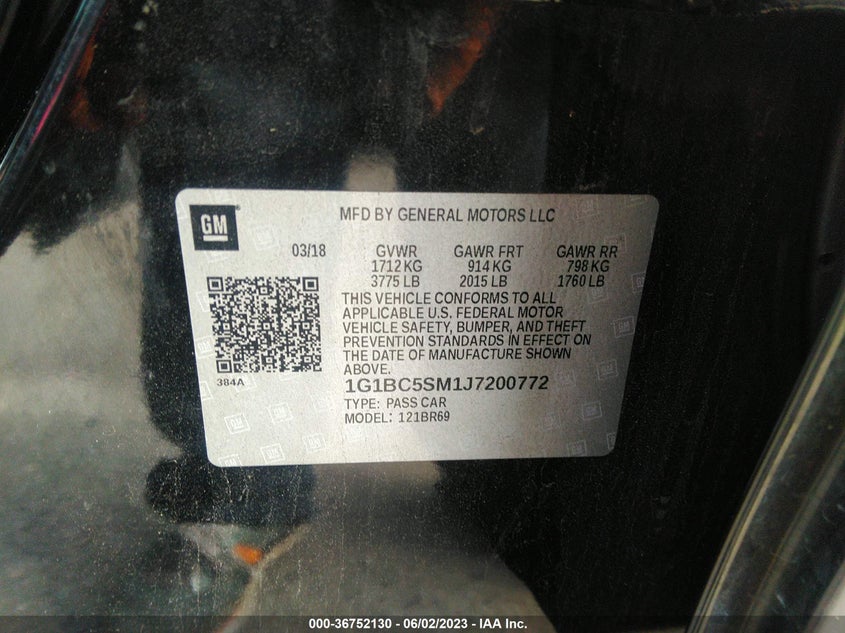 GM
MFD BY GENERAL MOTORS LLC
03/18 GVWR GAWR FRT GAWR RR
1712 KG 914 KG 798 KG
3775 LB 2015 LB 1760 LB
THIS VEHICLE CONFORMS TO ALL
APPLICABLE U.S. FEDERAL MOTOR
VEHICLE SAFETY, BUMPER, AND THEFT
PREVENTION STANDARDS IN EFFECT ON
THE DATE OF MANUFACTURE SHOWN
ABOVE.
384A
1G1BC5SM1J7200772
TYPE: PASS CAR
MODEL: 121BR69
000-36752130 - 06/02/2023 - IAA Inc.